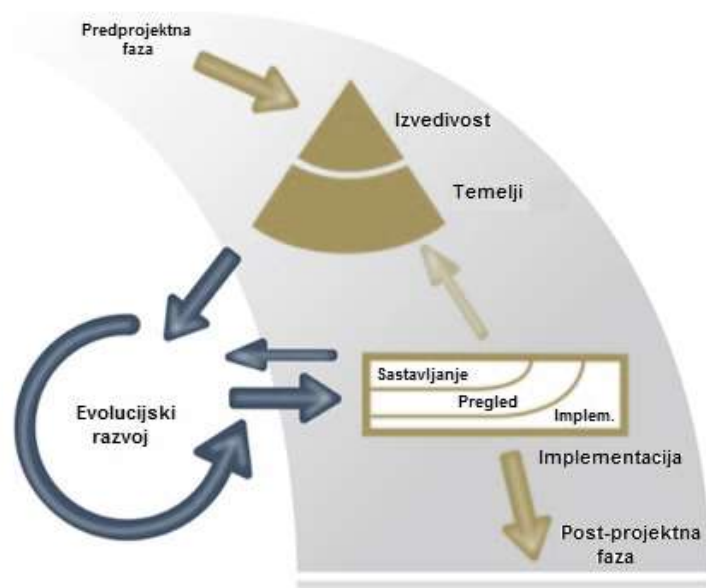 Predprojektna
faza
Izvedivost
Temelji
Sastavljanje
Pregled
Implem.
Evolucijski
razvoj
Implementacija
Post-projektna
faza